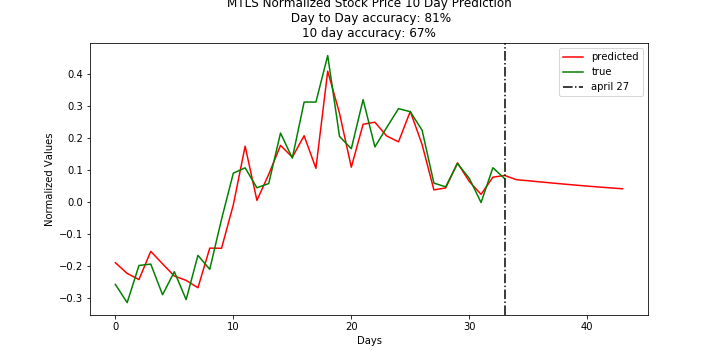 MTLS Normalized Stock Price 10 Day Prediction
Day to Day accuracy: 81%
10 day accuracy: 67%
predicted
true
april 27
Normalized Values
0.4
0.3
0.2
0.1
0.0
−0.1
−0.2
−0.3
0 10 20 30 40
Days